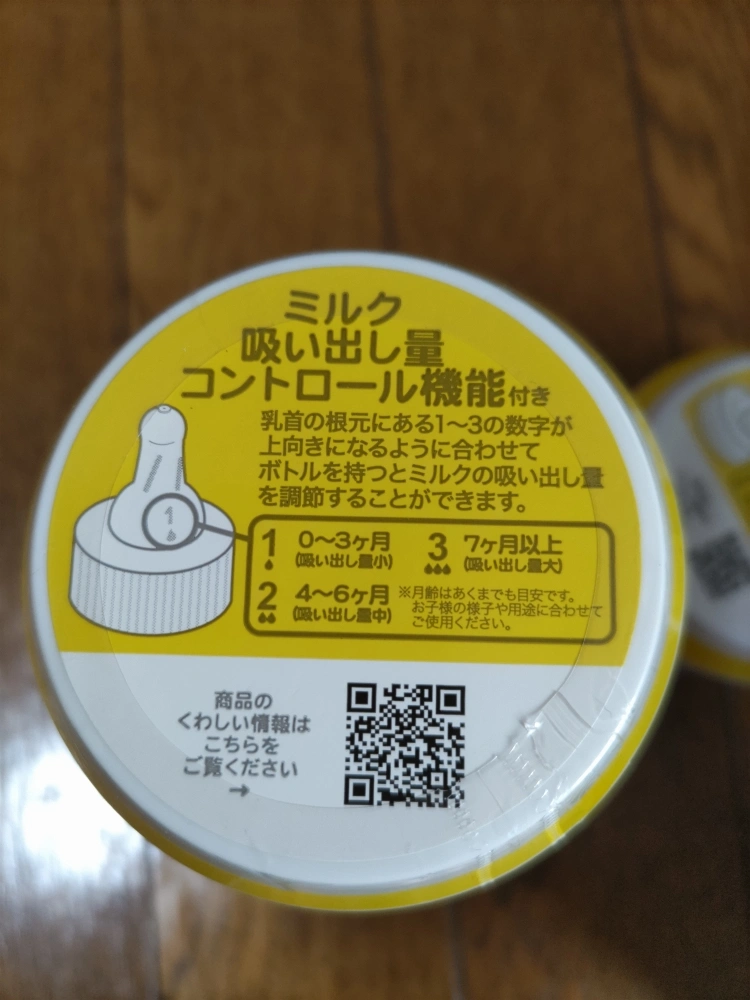 ミルク
吸い出し量
コントロール機能付き
乳首の根元にある1〜3の数字が
上向きになるように合わせて
ボトルを持つとミルクの吸い出し量
を調節することができます。
1
1 0〜3ヶ月
(吸い出し量小)
2 4〜6ヶ月
(吸い出し量中)
3 7ヶ月以上
(吸い出し量大)
※月齢はあくまでも目安です。
お子様の様子や用途に合わせて
ご使用ください。
商品の
くわしい情報は
こちらを
ご覧ください
→